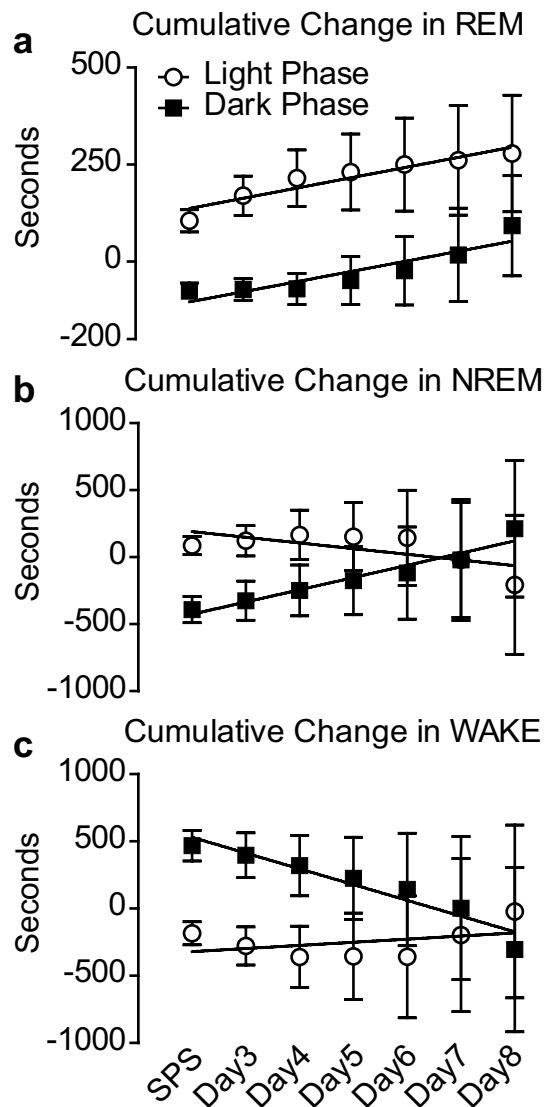 a Cumulative Change in REM
500
Light Phase
Dark Phase
250
0
-200
Seconds
b Cumulative Change in NREM
1000
500
0
-500
-1000
Seconds
c Cumulative Change in WAKE
1000
500
0
-500
-1000
Seconds
SPS Day3 Day4 Day5 Day6 Day7 Day8